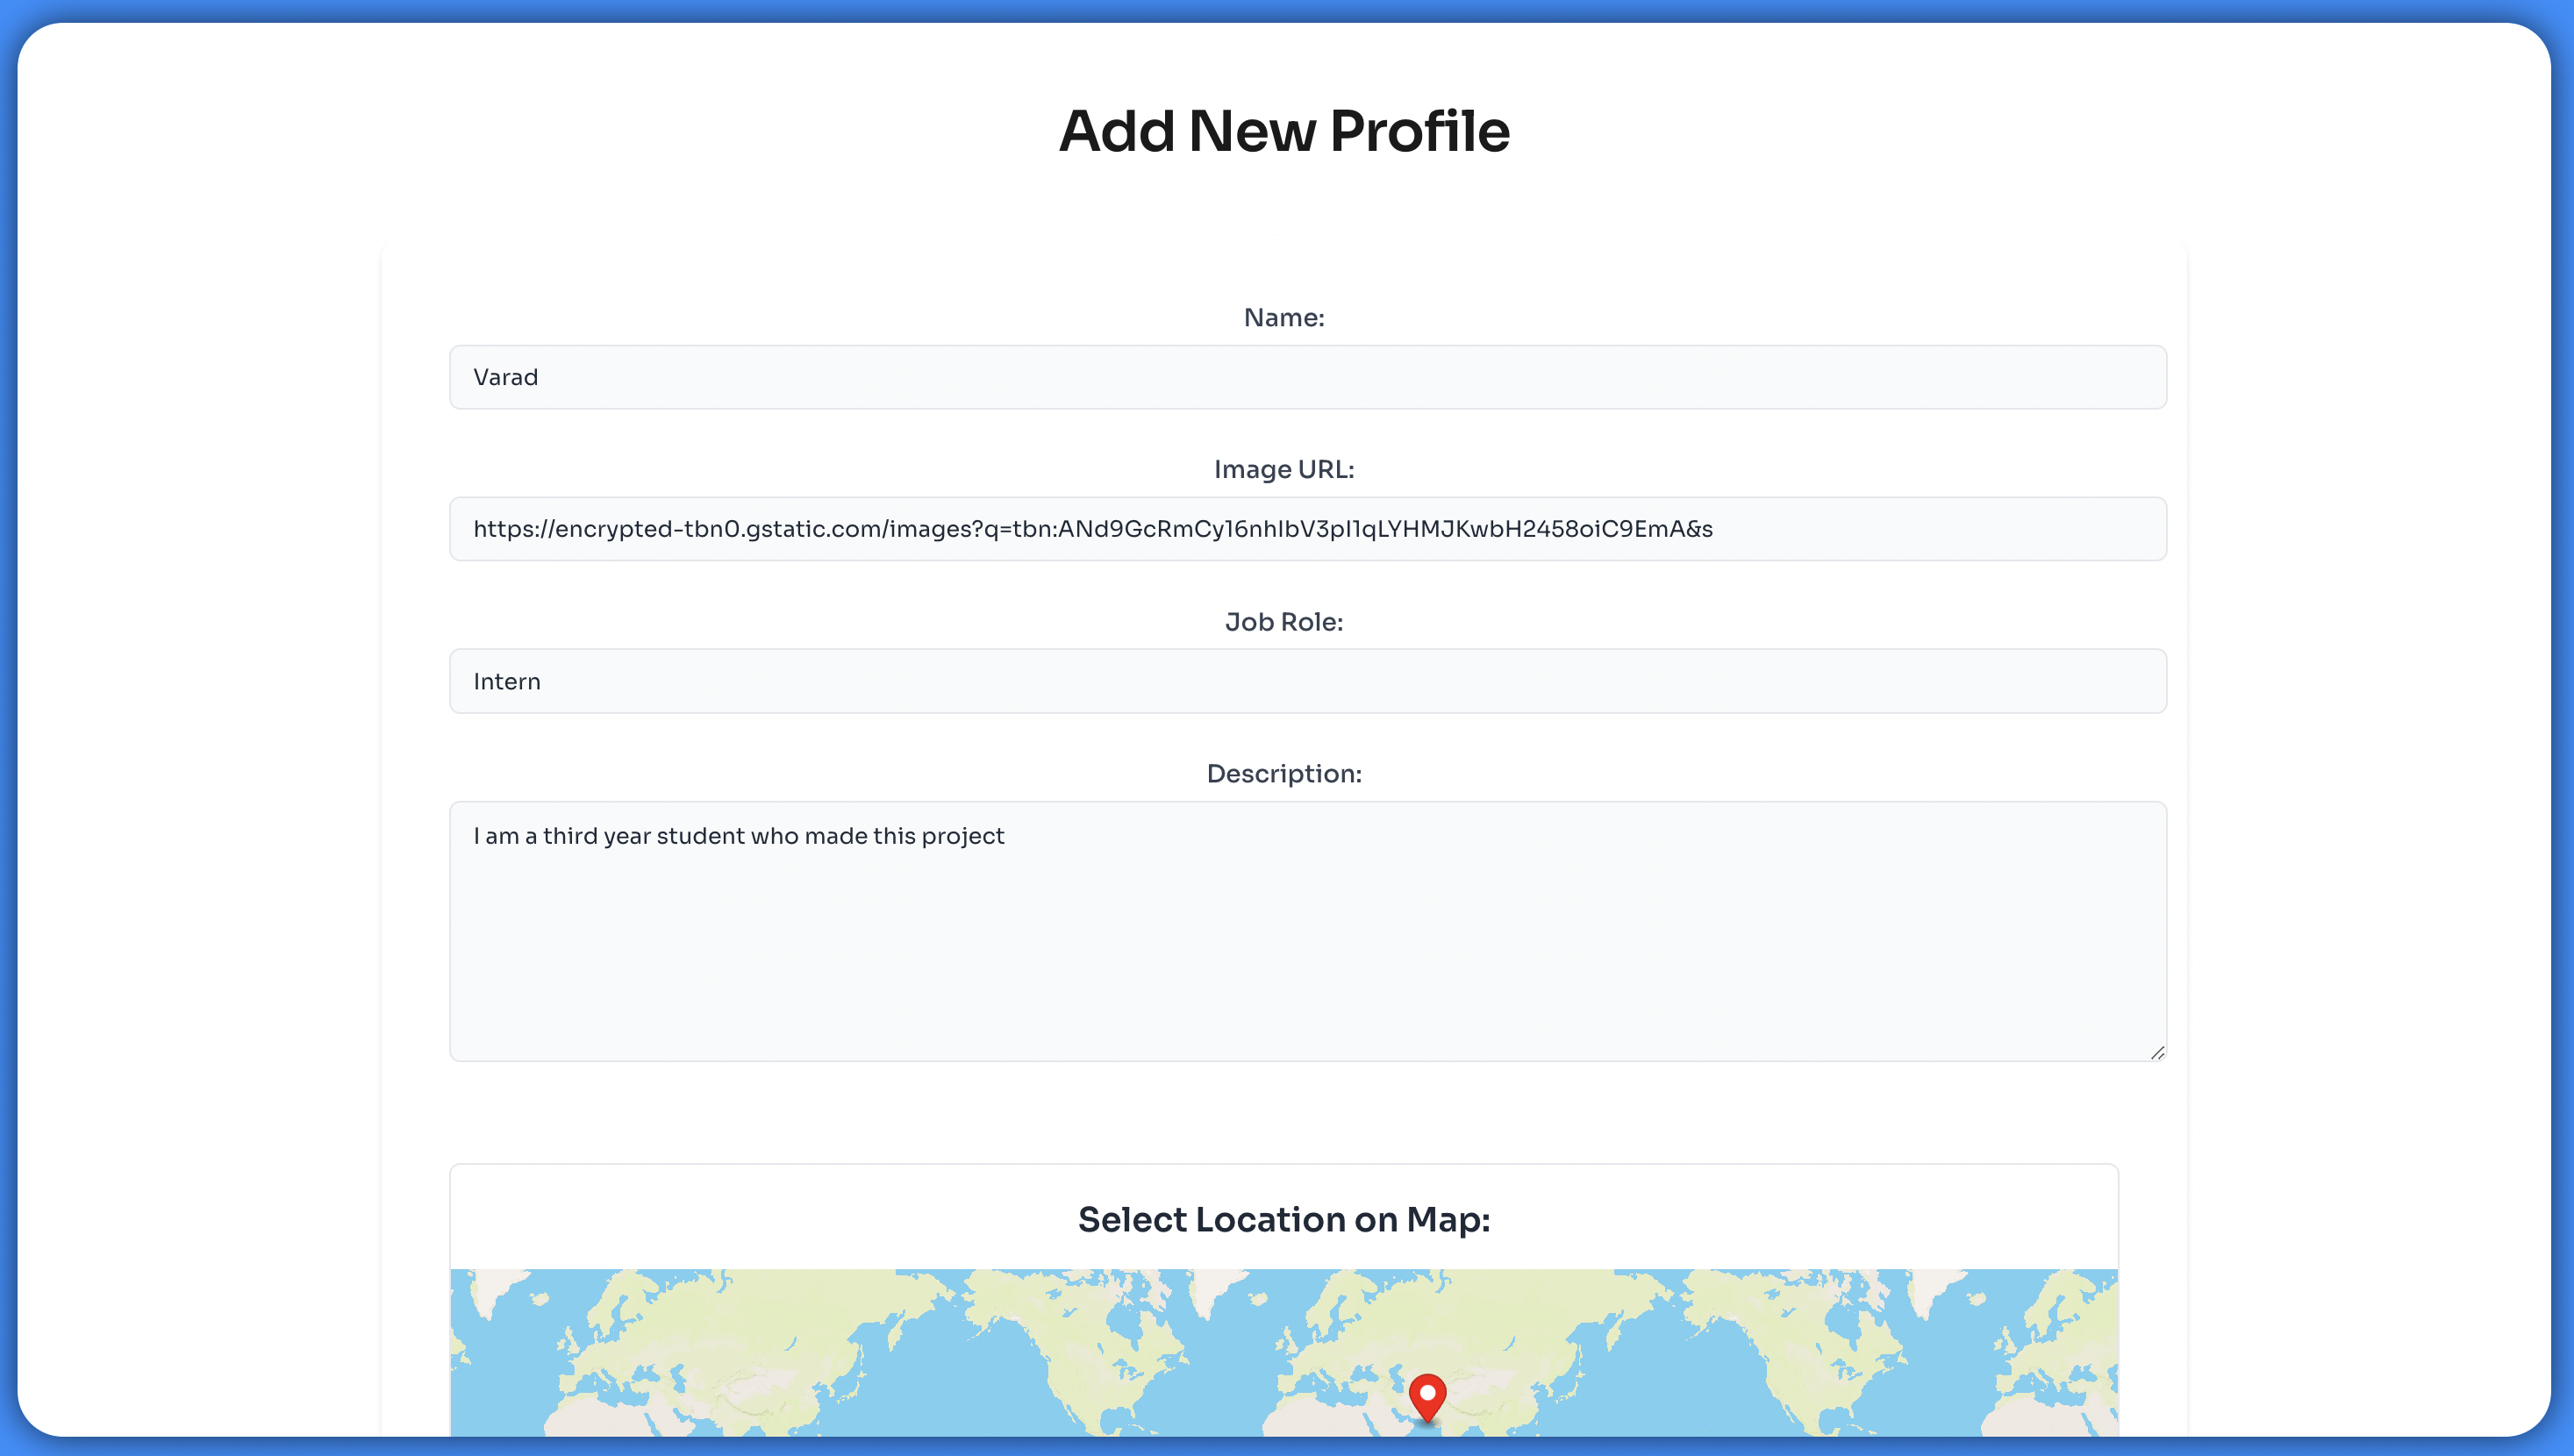 Add New Profile
Name:
Varad
Image URL:
https://encrypted-tbn0.gstatic.com/images?q=tbn:ANd9GcRmCy16nhIbV3pI1qLYHMJKwbH2458oiC9EmA&s
Job Role:
Intern
Description:
I am a third year student who made this project
Select Location on Map: